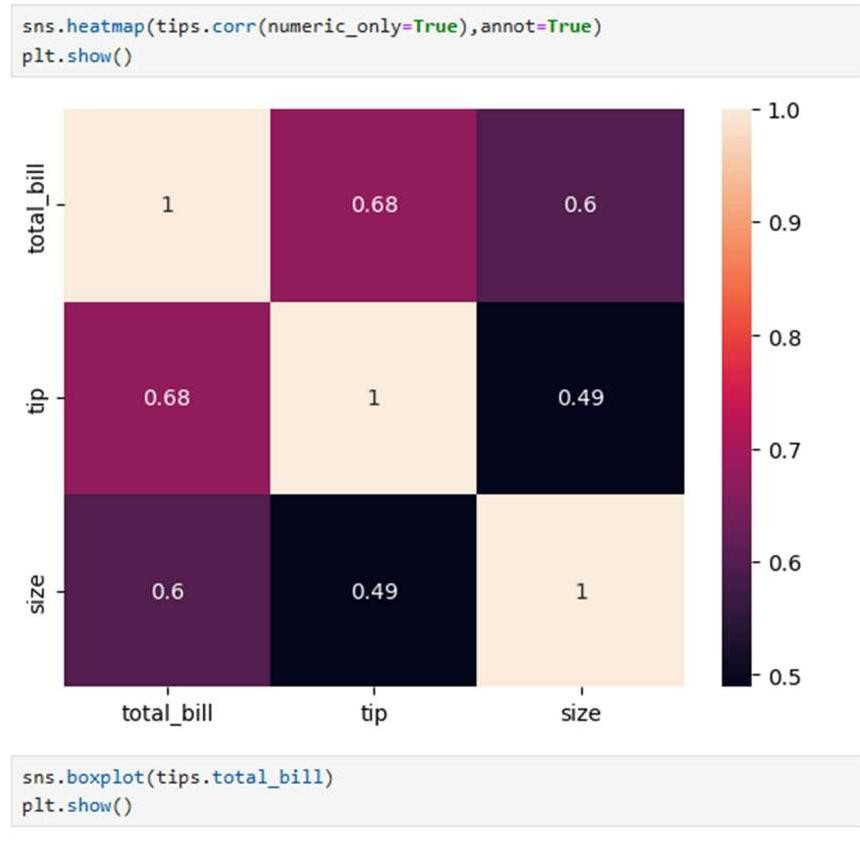 sns.heatmap(tips.corr(numeric_only=True),annot=True)
plt.show()
1.0
total_bill
1
0.68
0.6
0.9
0.8
tip
0.68
1
0.49
0.7
0.6
size
0.6
0.49
1
0.5
total_bill
tip
size
sns.boxplot(tips.total_bill)
plt.show()